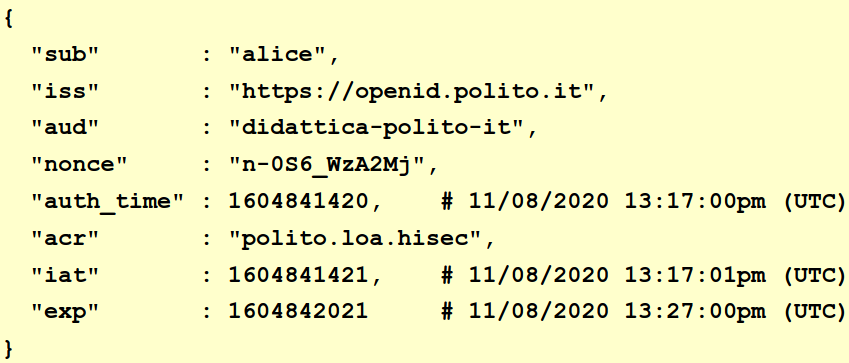 {
"sub" : "alice",
"iss" : "https://openid.polito.it",
"aud" : "didattica-polito-it",
"nonce" : "n-0S6_WzA2Mj",
"auth_time" : 1604841420, # 11/08/2020 13:17:00pm (UTC)
"acr" : "polito.loa.hisec",
"iat" : 1604841421, # 11/08/2020 13:17:01pm (UTC)
"exp" : 1604842021 # 11/08/2020 13:27:00pm (UTC)
}